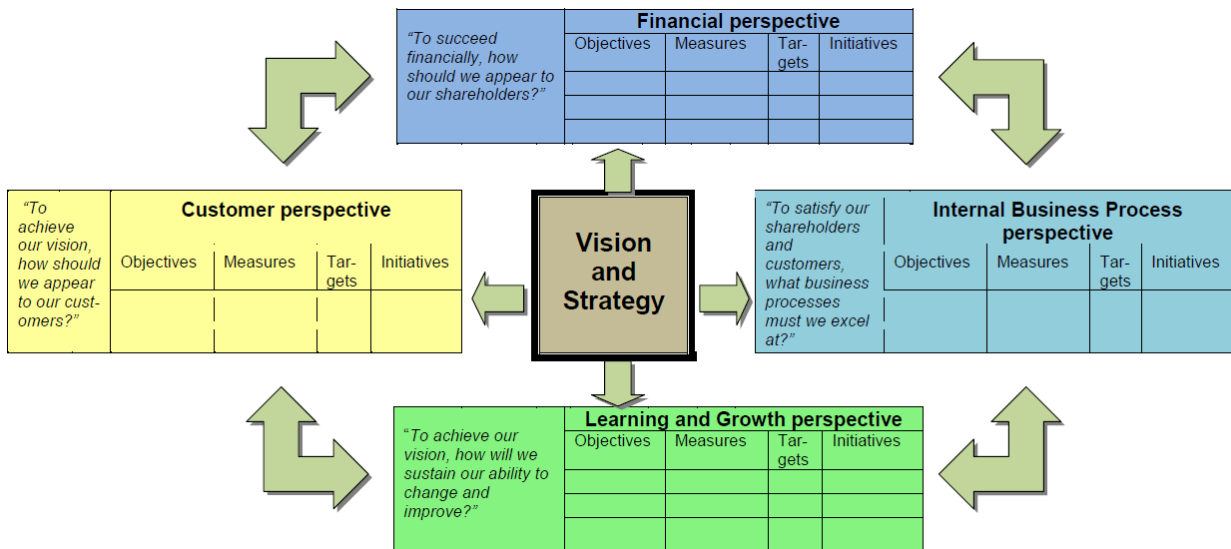 Financial perspective
“To succeed
financially, how
should we appear to
our shareholders?”
Objectives Measures Tar- Initiatives
gets
“To
achieve
our vision,
how should
we appear
to our cust-
omers?”
Customer perspective
Objectives Measures Tar- Initiatives
gets
Vision
and
Strategy
“To satisfy our
shareholders
and
customers,
what business
processes
must we excel
at?”
Internal Business Process
perspective
Objectives Measures Tar- Initiatives
gets
Learning and Growth perspective
“To achieve our
vision, how will we
sustain our ability to
change and
improve?”
Objectives Measures Tar- Initiatives
gets